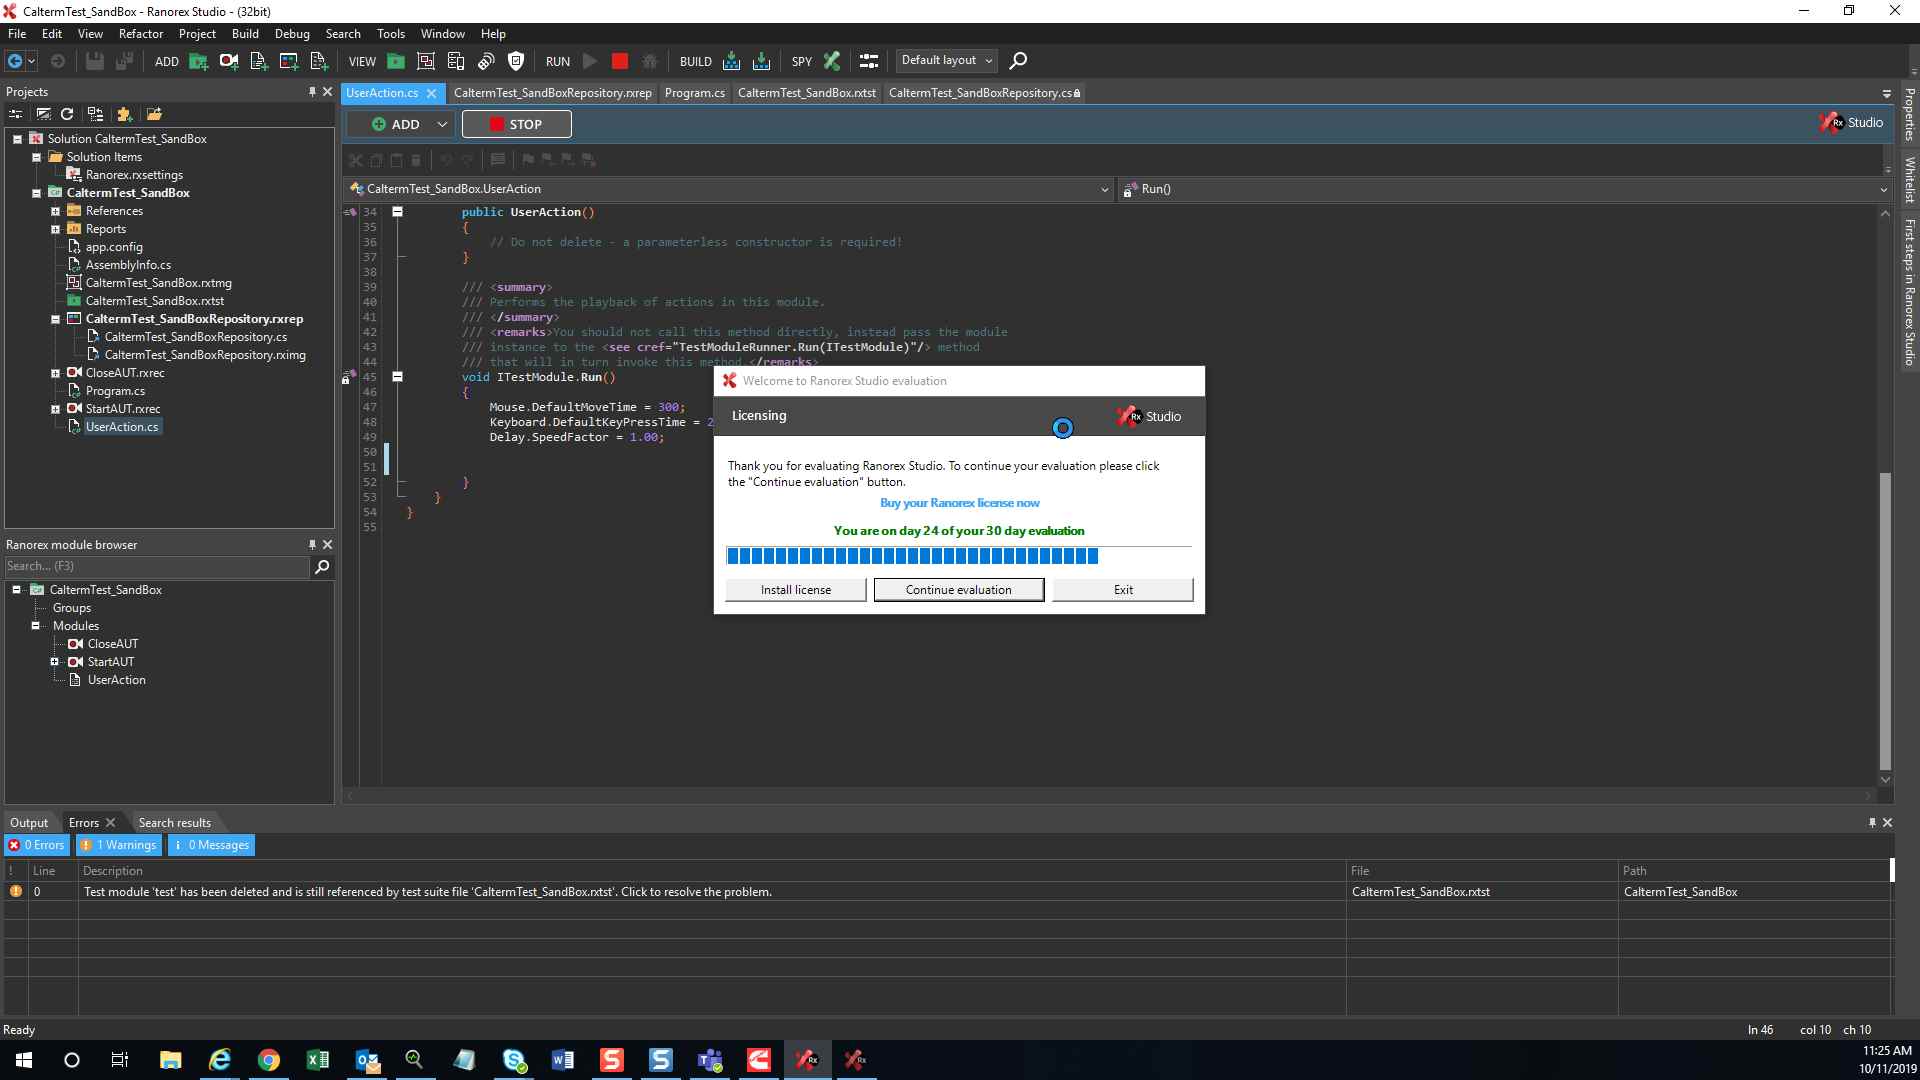 CaltermTest_SandBox - Ranorex Studio - (32bit)
File Edit View Refactor Project Build Debug Search Tools Window Help
ADD VIEW RUN BUILD SPY Default layout
Projects
Solution CaltermTest_SandBox
Solution Items
Ranorex.rxsettings
CaltermTest_SandBox
References
Reports
app.config
AssemblyInfo.cs
CaltermTest_SandBox.rxtmg
CaltermTest_SandBox.rxtst
CaltermTest_SandBoxRepository.rxrep
CaltermTest_SandBoxRepository.cs
CaltermTest_SandBoxRepository.rximg
CloseAUT.rxrec
Program.cs
StartAUT.rxrec
UserAction.cs
Ranorex module browser
Search... (F3)
CaltermTest_SandBox
Groups
Modules
CloseAUT
StartAUT
UserAction
UserAction.cs CaltermTest_SandBoxRepository.rxrep Program.cs CaltermTest_SandBox.rxtst CaltermTest_SandBoxRepository.cs
ADD STOP Rx Studio
CaltermTest_SandBox.UserAction Run()
34 public UserAction()
35 {
36 // Do not delete - a parameterless constructor is required!
37 }
38
39 /// <summary>
40 /// Performs the playback of actions in this module.
41 /// </summary>
42 /// <remarks>You should not call this method directly, instead pass the module
43 /// instance to the <see cref="TestModuleRunner.Run(ITestModule)"/> method
44 /// that will in turn invoke this method.</remarks>
45 void ITestModule.Run()
46 {
47 Mouse.DefaultMoveTime = 300;
48 Keyboard.DefaultKeyPressTime = 2
49 Delay.SpeedFactor = 1.00;
50
51
52 }
53 }
54 }
55
Welcome to Ranorex Studio evaluation
Licensing Rx Studio
Thank you for evaluating Ranorex Studio. To continue your evaluation please click
the "Continue evaluation" button.
Buy your Ranorex license now
You are on day 24 of your 30 day evaluation
Install license Continue evaluation Exit
Properties
Whitelist
First steps in Ranorex Studio
Output Errors Search results
0 Errors 1 Warnings 0 Messages
! Line Description File Path
0 Test module 'test' has been deleted and is still referenced by test suite file 'CaltermTest_SandBox.rxtst'. Click to resolve the problem. CaltermTest_SandBox.rxtst CaltermTest_SandBox
Ready ln 46 col 10 ch 10
11:25 AM
10/11/2019